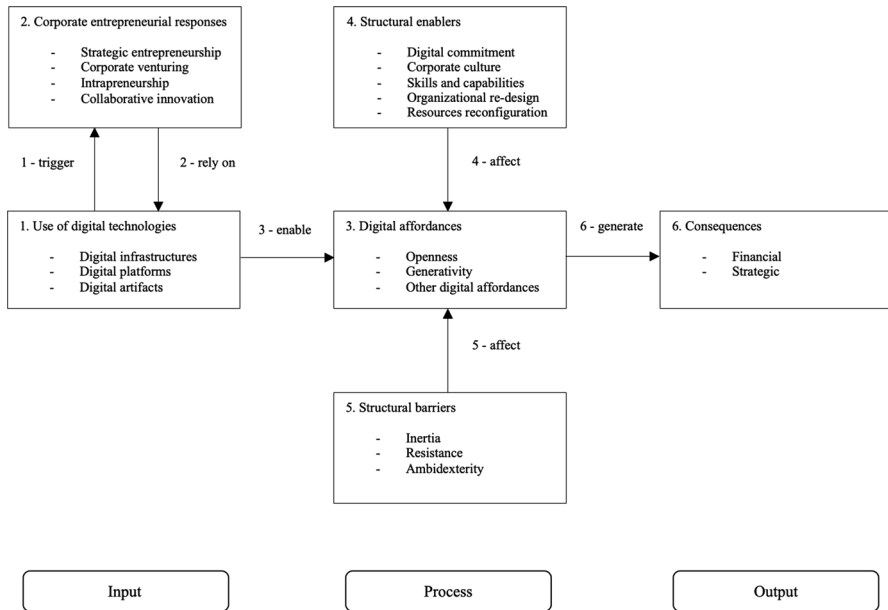 2. Corporate entrepreneurial responses
- Strategic entrepreneurship
- Corporate venturing
- Intrapreneurship
- Collaborative innovation
4. Structural enablers
- Digital commitment
- Corporate culture
- Skills and capabilities
- Organizational re-design
- Resources reconfiguration
1 - trigger
2 - rely on
4 - affect
1. Use of digital technologies
- Digital infrastructures
- Digital platforms
- Digital artifacts
3 - enable
3. Digital affordances
- Openness
- Generativity
- Other digital affordances
6 - generate
6. Consequences
- Financial
- Strategic
5 - affect
5. Structural barriers
- Inertia
- Resistance
- Ambidexterity
Input
Process
Output